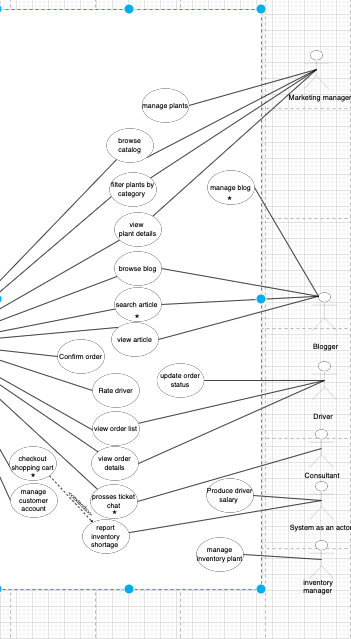 Marketing manager
manage plants
browse
catalog
filter plants by
category
manage blog
★
view
plant details
browse blog
search article
★
view article
Blogger
Confirm order
Rate driver
update order
status
Driver
view order list
view order
details
checkout
shopping cart
★
manage
customer
account
prosses ticket
chat
★
Consultant
Produce driver
salary
System as an actor
report
inventory
shortage
manage
inventory plant
inventory
manager